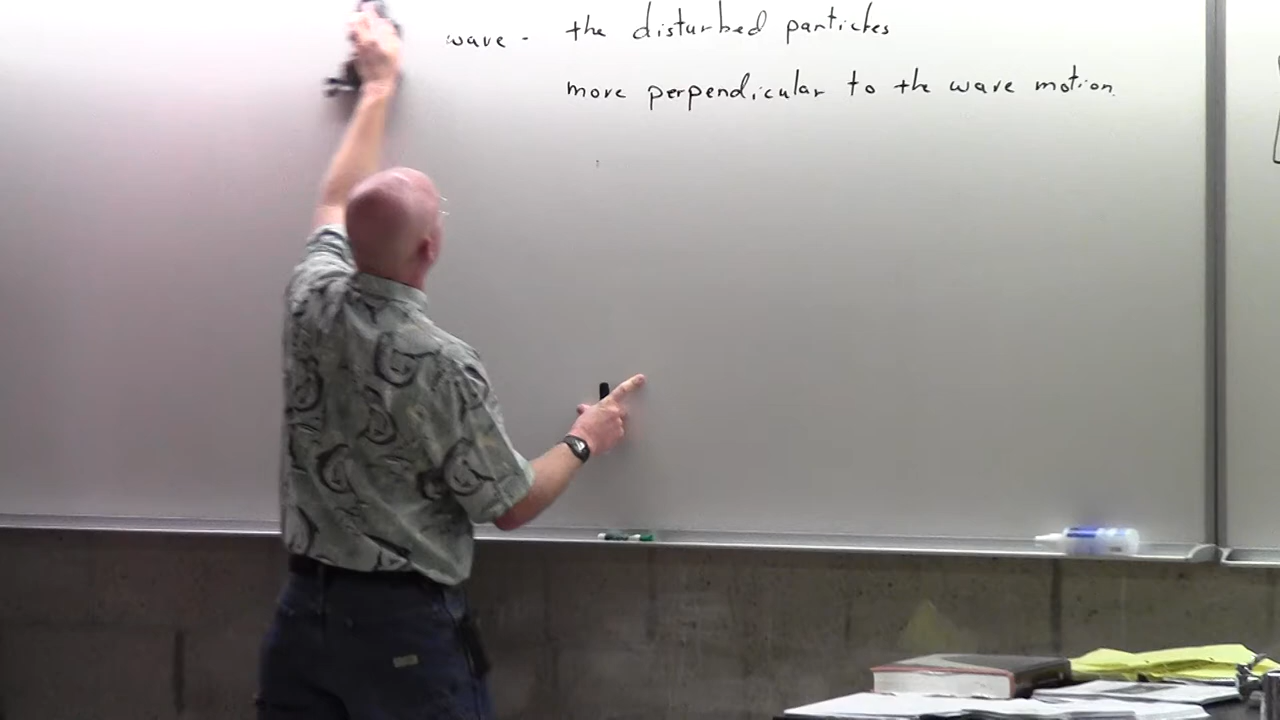 wave - the disturbed particles
move perpendicular to the wave motion.